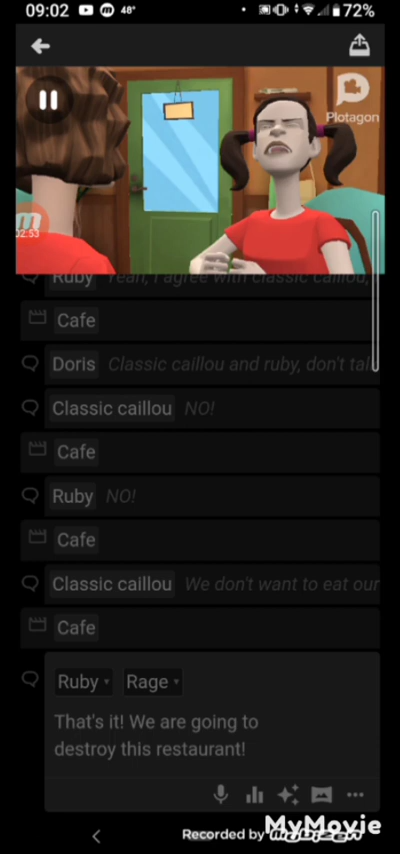 09:02 48° 72%
Plotagon
02:53
Ruby Yeah, I agree with classic caillou,
Cafe
Doris Classic caillou and ruby, don't tal
Classic caillou NO!
Cafe
Ruby NO!
Cafe
Classic caillou We don't want to eat our
Cafe
Ruby Rage
That's it! We are going to
destroy this restaurant!
Recorded by
MyMovie